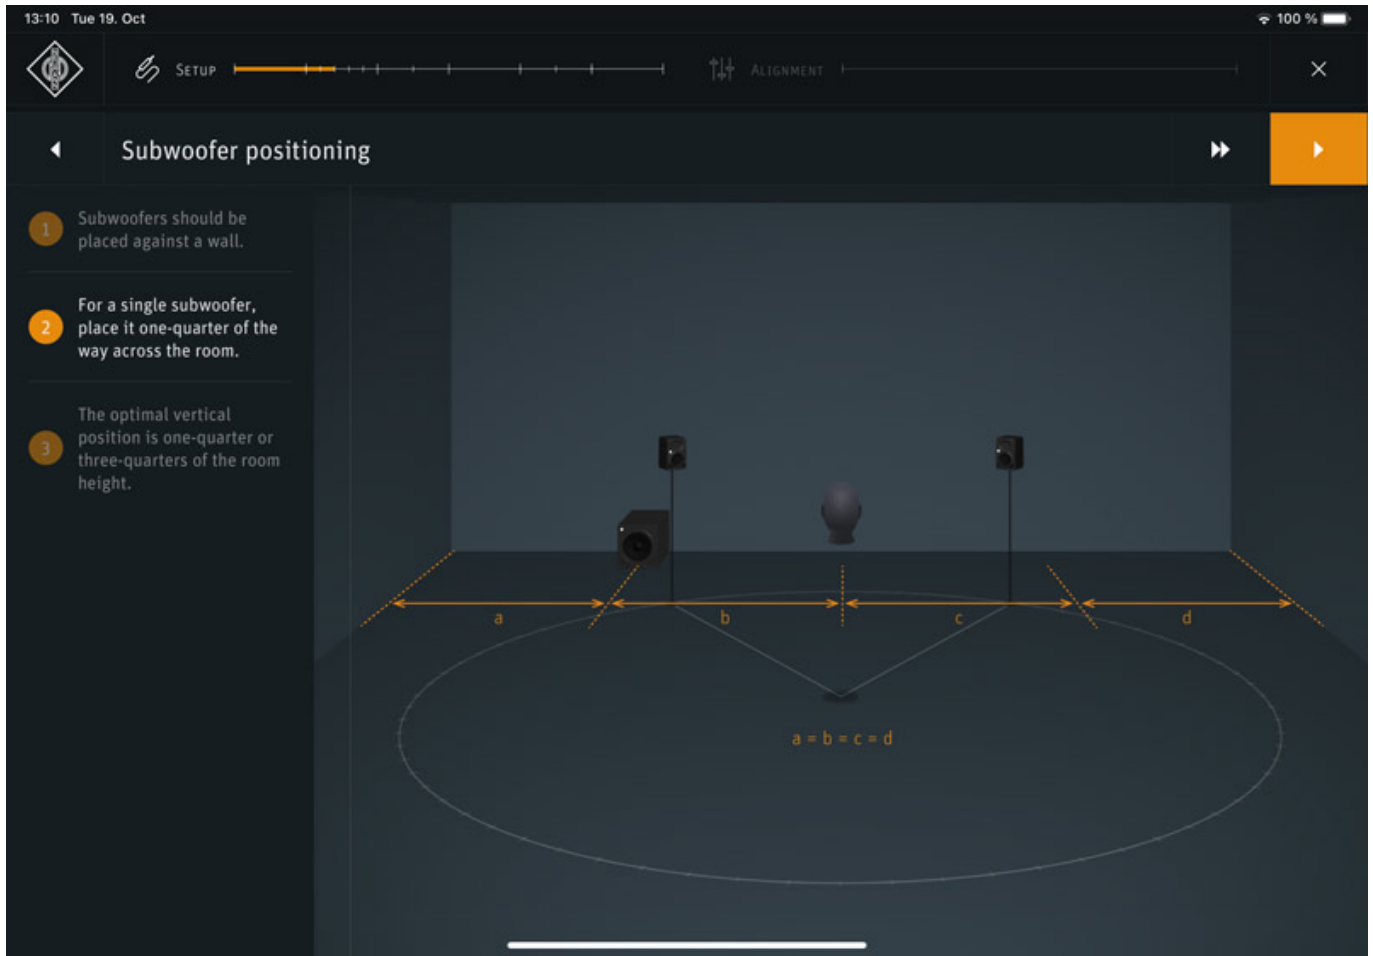 13:10 Tue 19. Oct
100 %
SETUP
ALIGNMENT
Subwoofer positioning
1
Subwoofers should be
placed against a wall.
2
For a single subwoofer,
place it one-quarter of the
way across the room.
3
The optimal vertical
position is one-quarter or
three-quarters of the room
height.
a b c d
a = b = c = d